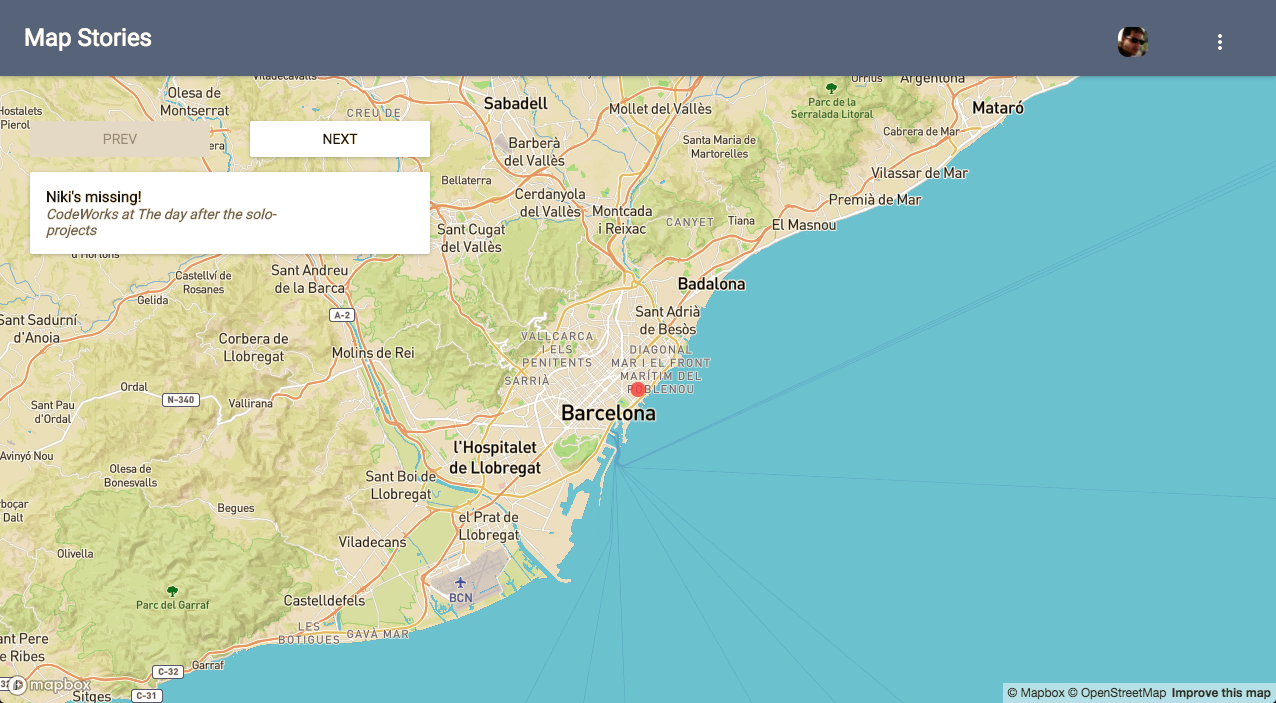 Map Stories
Viladecavalls
Orrius
Argentona
Olesa de
Montserrat
Hostalets
Pierol
CREU DE
Sabadell
Mollet del Vallès
Parc de la
Serralada Litoral
Mataró
PREV
era
NEXT
Barberà
del Vallès
Santa Maria de
Martorelles
Cabrera de Mar
Vilassar de Mar
Niki's missing!
CodeWorks at The day after the solo-
projects
Bellaterra
Cerdanyola
del Vallès
Montcada
i Reixac
CANYET
Tiana
Premià de Mar
El Masnou
Sant Cugat
del Vallès
d'Hortons
Sant Andreu
de la Barca
Castellví de
Rosanes
Gelida
Badalona
A-2
Sant Sadurní
d'Anoia
Corbera de
Llobregat
Molins de Rei
Sant Adrià
de Besòs
VALLCARCA
I ELS
PENITENTS
DIAGONAL
MAR I EL FRONT
MARÍTIM DEL
POBLENOU
SARRIÀ
Ordal
N-340
Vallirana
Sant Pau
d'Ordal
Barcelona
Avinyó Nou
l'Hospitalet
de Llobregat
Olesa de
Bonesvalls
Sant Boi de
Llobregat
Begues
el Prat de
Llobregat
Dalt
Olivella
Viladecans
Parc del Garraf
Castelldefels
BCN
LES
BOTIGUES
GAVÀ MAR
ant Pere
e Ribes
Garraf
C-32
32
mapbox
Sitges
C-31
© Mapbox © OpenStreetMap Improve this map